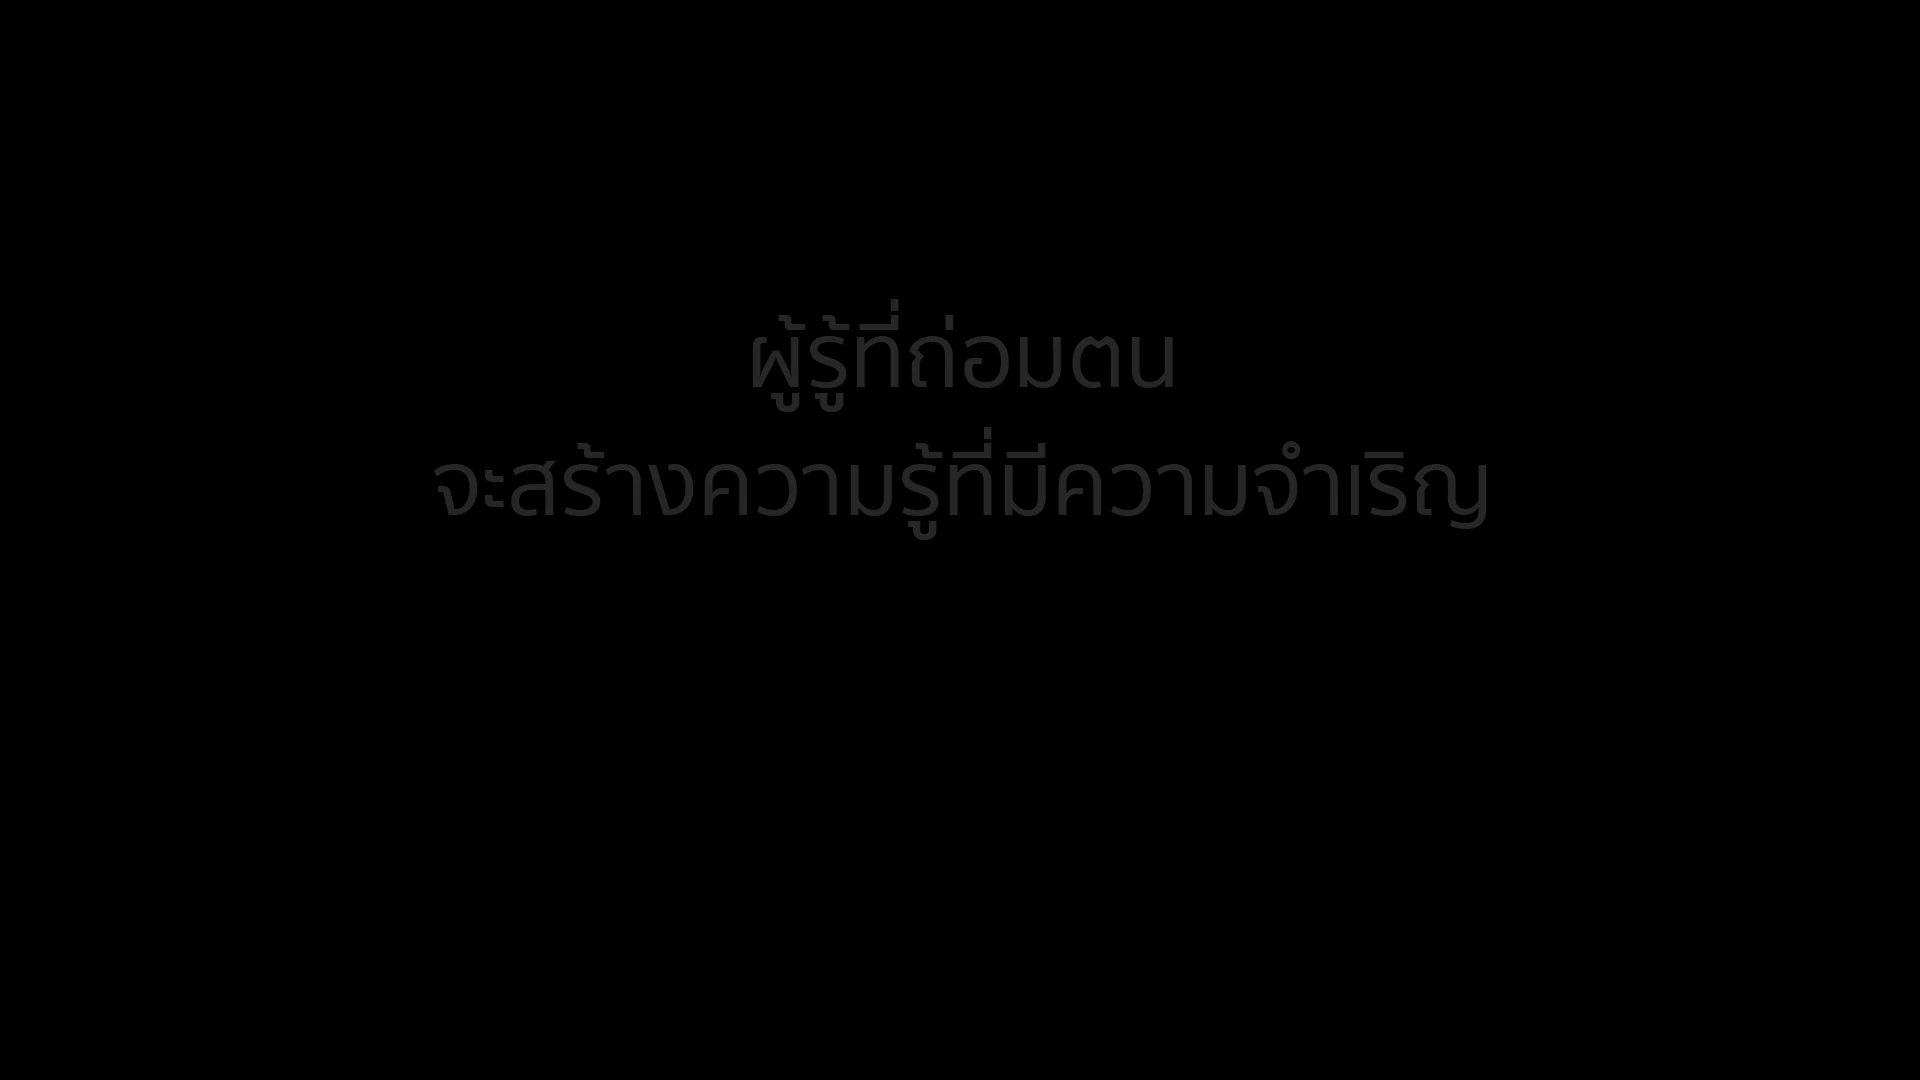 ผู้รู้ที่ถ่อมตน
จะสร้างความรู้ที่มีความจำเริญ